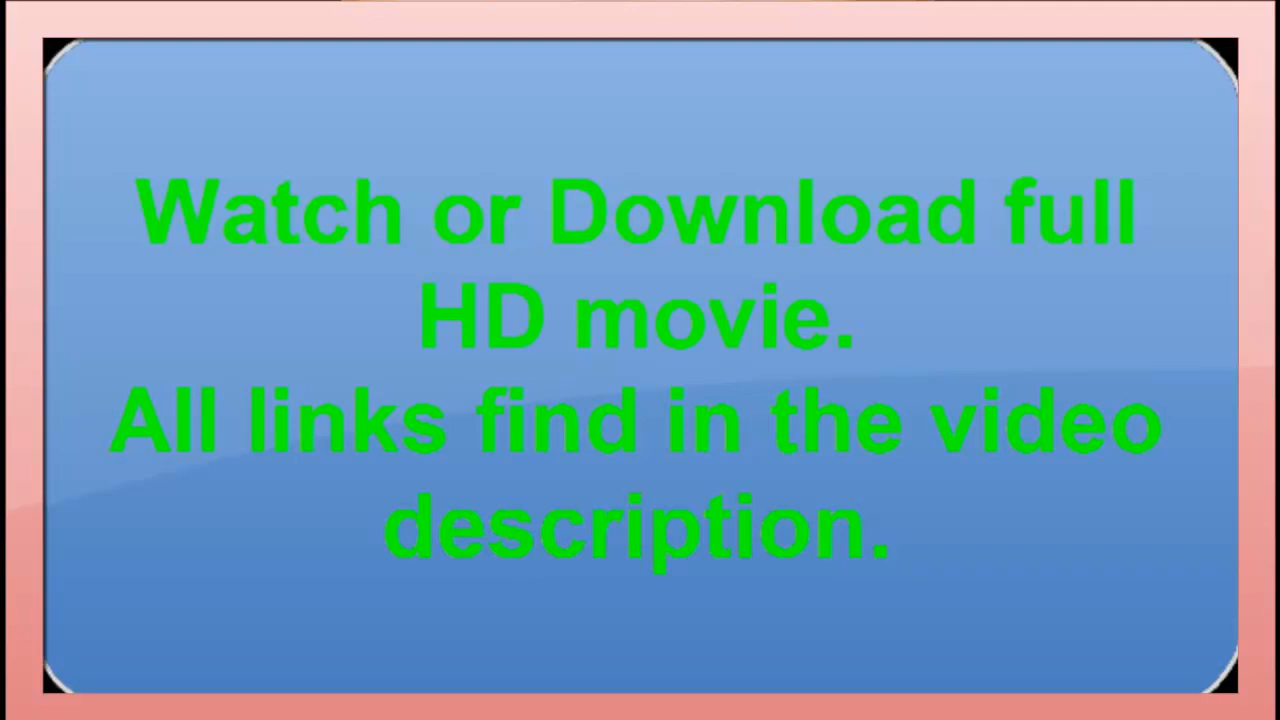 Watch or Download full
HD movie.
All links find in the video
description.